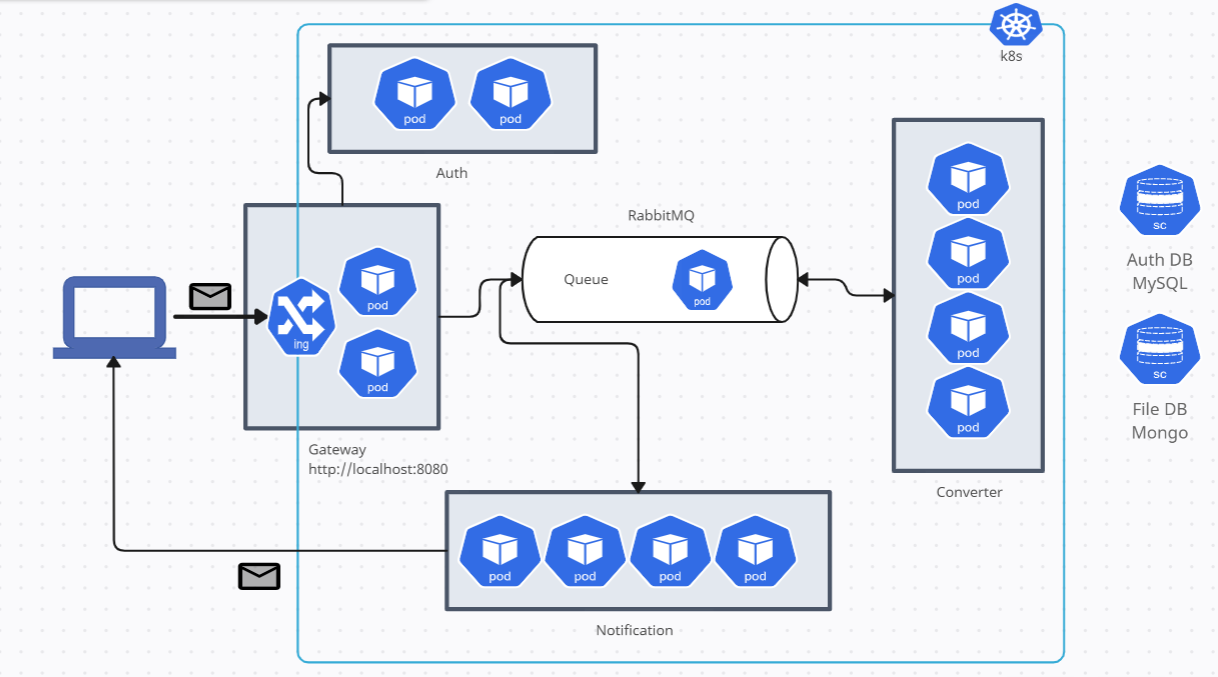 k8s
pod
pod
Auth
pod
pod
ing
Gateway
http://localhost:8080
RabbitMQ
Queue
pod
pod
pod
pod
pod
Converter
sc
Auth DB
MySQL
sc
File DB
Mongo
pod
pod
pod
pod
Notification